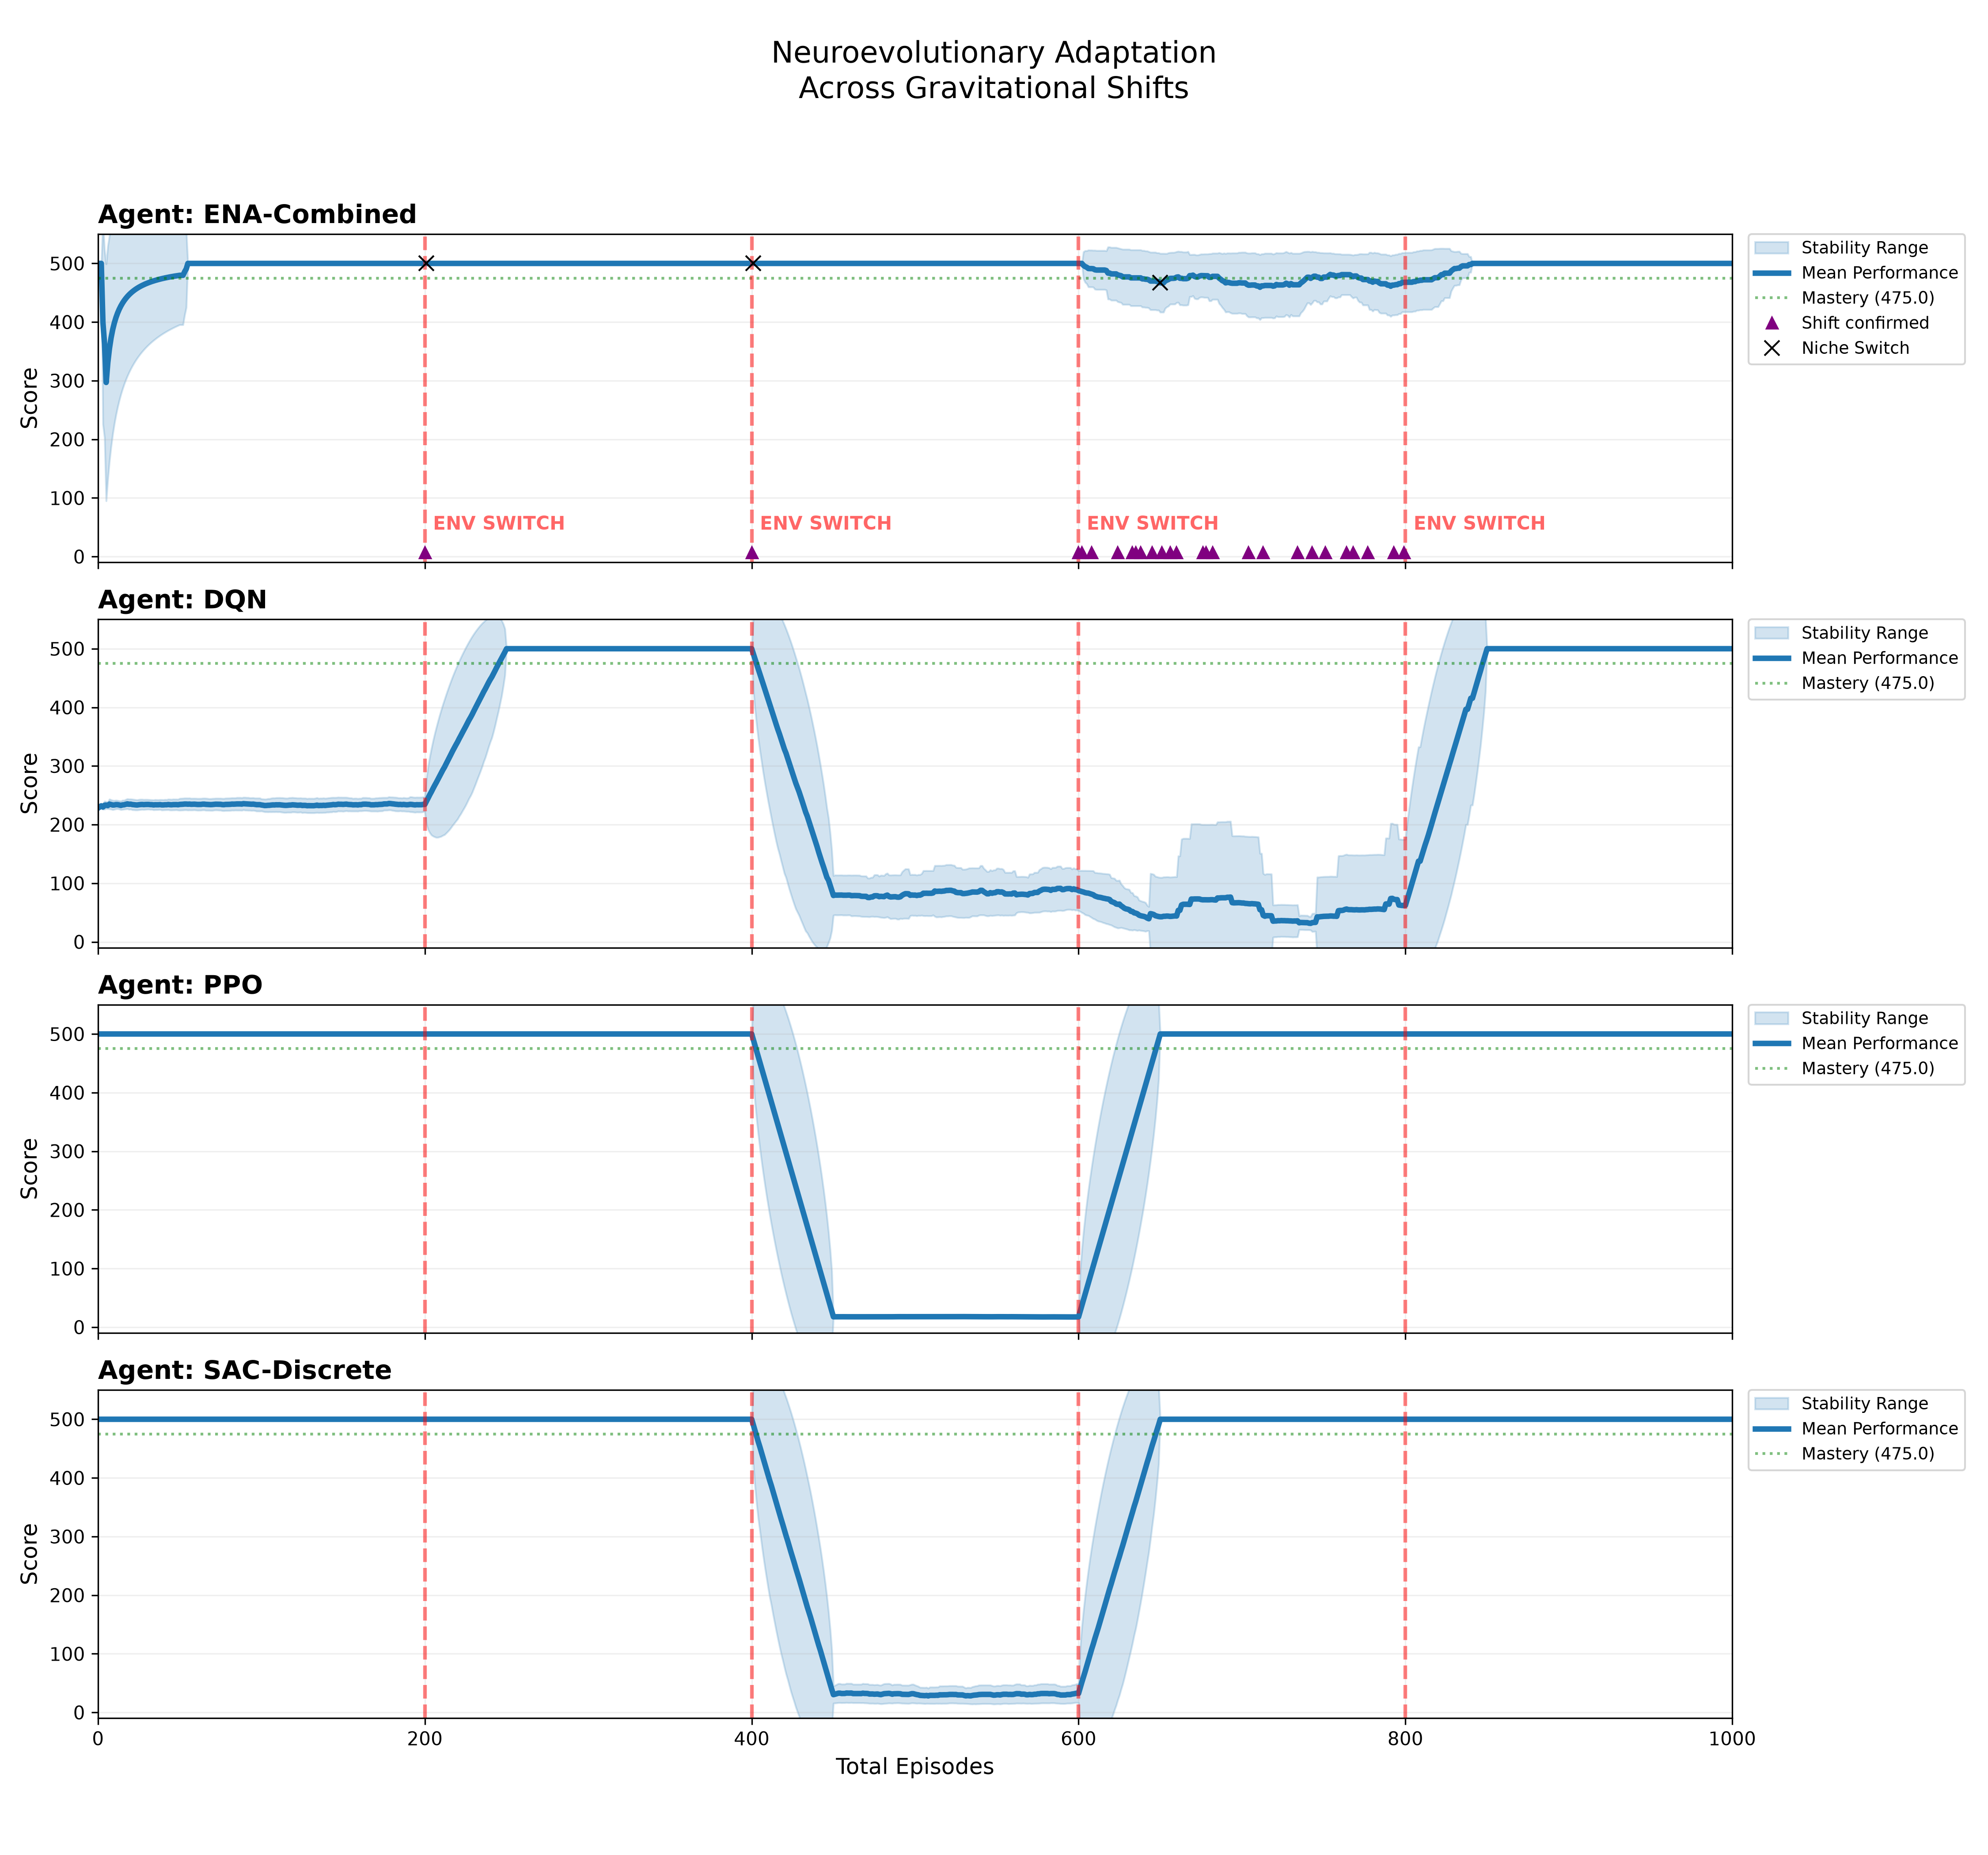 Neuroevolutionary Adaptation
Across Gravitational Shifts
Agent: ENA-Combined
Score
500
400
300
200
100
0
ENV SWITCH
ENV SWITCH
ENV SWITCH
ENV SWITCH
Stability Range
Mean Performance
Mastery (475.0)
Shift confirmed
Niche Switch
Agent: DQN
Score
500
400
300
200
100
0
Stability Range
Mean Performance
Mastery (475.0)
Agent: PPO
Score
500
400
300
200
100
0
Stability Range
Mean Performance
Mastery (475.0)
Agent: SAC-Discrete
Score
500
400
300
200
100
0
Stability Range
Mean Performance
Mastery (475.0)
0
200
400
600
800
1000
Total Episodes